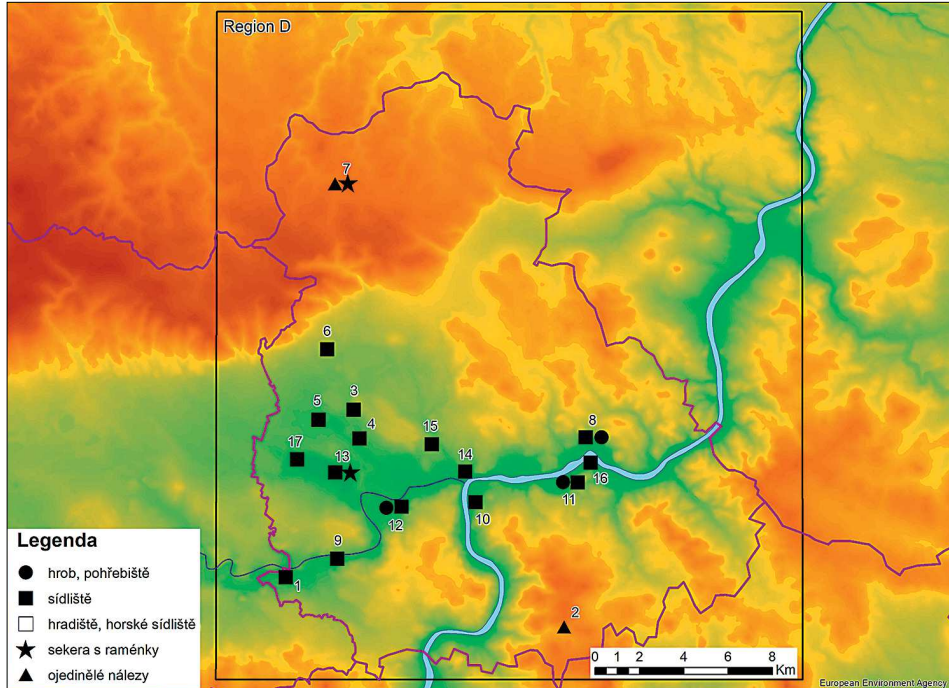 Region D
7
6
3
5
4
8
15
17
13
14
16
11
10
12
9
1
2
Legenda
hrob, pohřebiště
sídliště
hradiště, horské sídliště
sekera s raménky
ojedinělé nálezy
0 1 2 4 6 8
Km
European Environment Agency